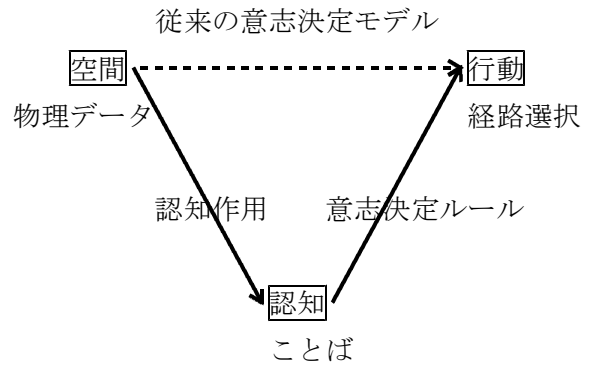 従来の意志決定モデル
空間
行動
物理データ
経路選択
認知作用
意志決定ルール
認知
ことば